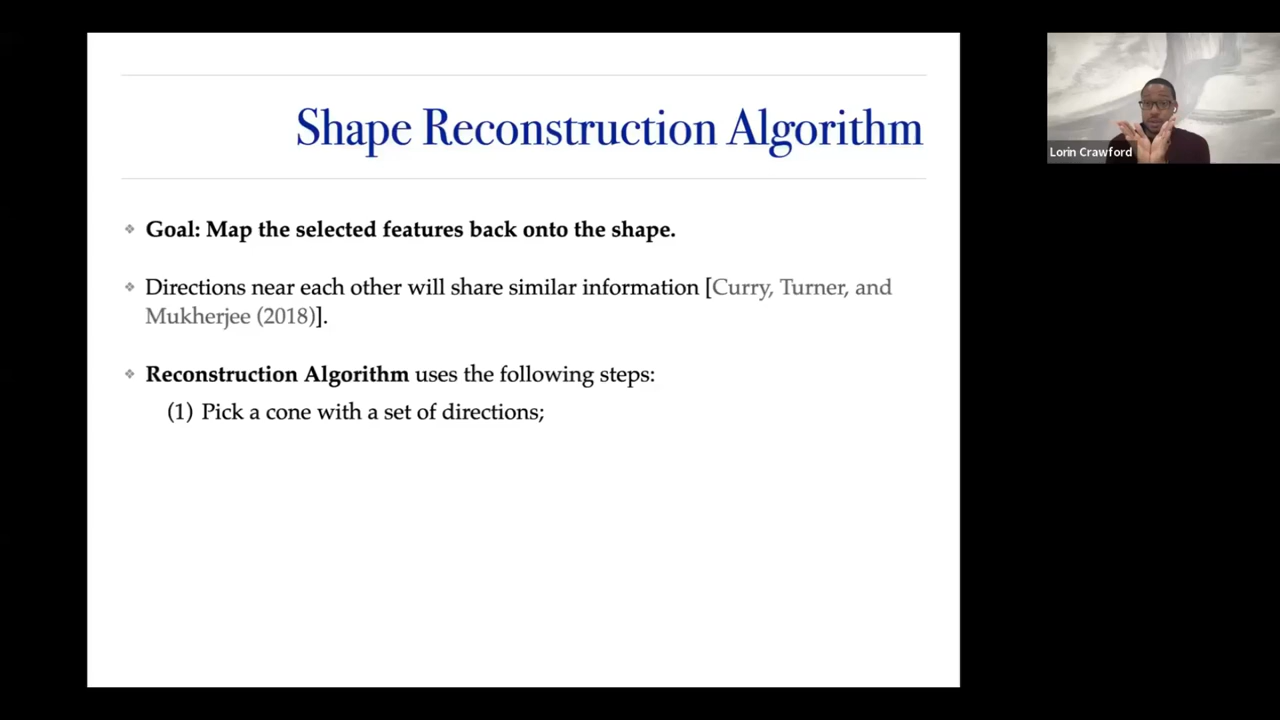 Shape Reconstruction Algorithm
Lorin Crawford
Goal: Map the selected features back onto the shape.
Directions near each other will share similar information [Curry, Turner, and
Mukherjee (2018)].
Reconstruction Algorithm uses the following steps:
(1) Pick a cone with a set of directions;